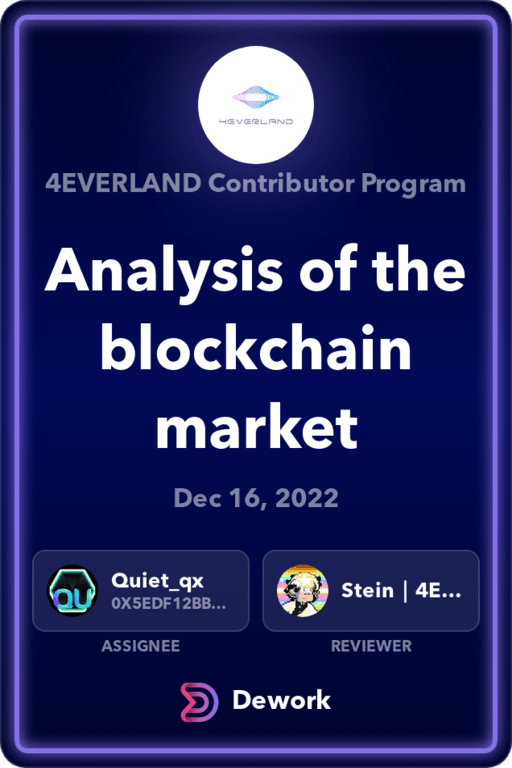 4EVERLAND
4EVERLAND Contributor Program
Analysis of the
blockchain
market
Dec 16, 2022
QU
Quiet_qx
0X5EDF12BB...
ASSIGNEE
Stein | 4E...
REVIEWER
Dework